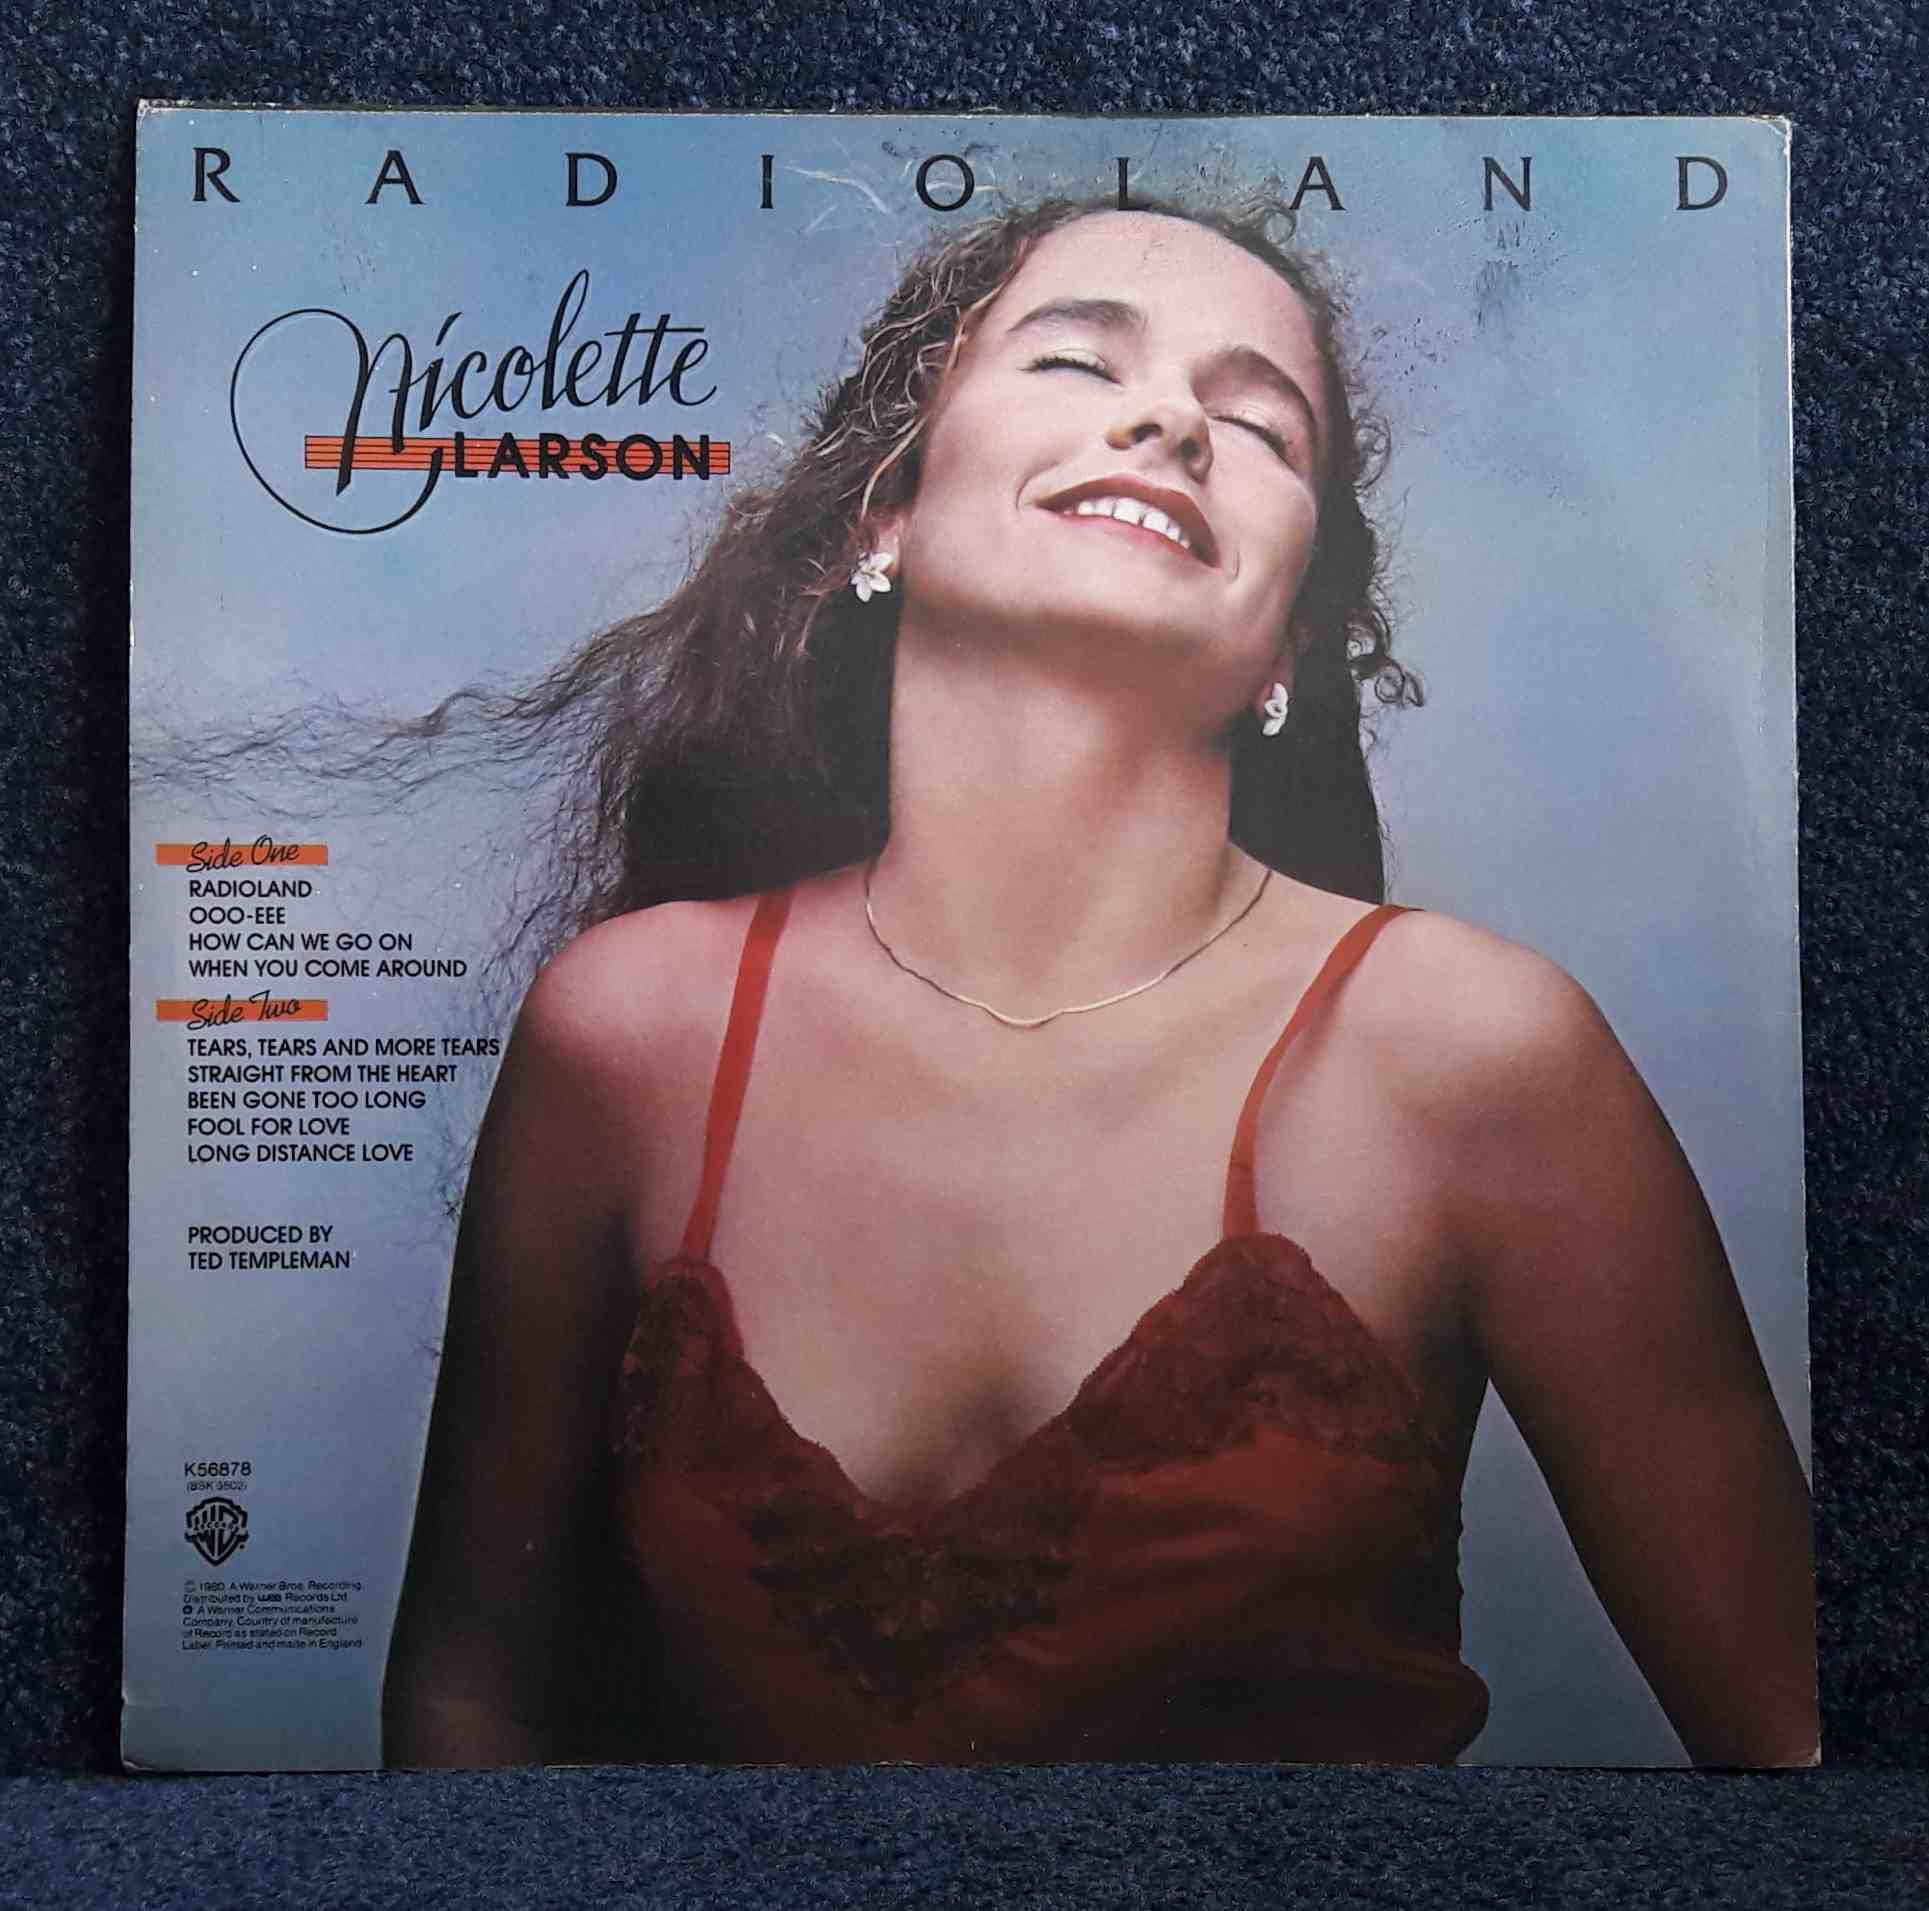 RADIOLAND
Nicolette
LARSON
Side One
RADIOLAND
OOO-EEE
HOW CAN WE GO ON
WHEN YOU COME AROUND
Side Two
TEARS, TEARS AND MORE TEARS
STRAIGHT FROM THE HEART
BEEN GONE TOO LONG
FOOL FOR LOVE
LONG DISTANCE LOVE
PRODUCED BY
TED TEMPLEMAN
K56878
(BSK 3502)
WB
RECORDS
© 1980. A Warner Bros. Recording
Distributed by wea Records Ltd.
A Warner Communications
Company. Country of manufacture
of Record as stated on Record
Label. Printed and made in England